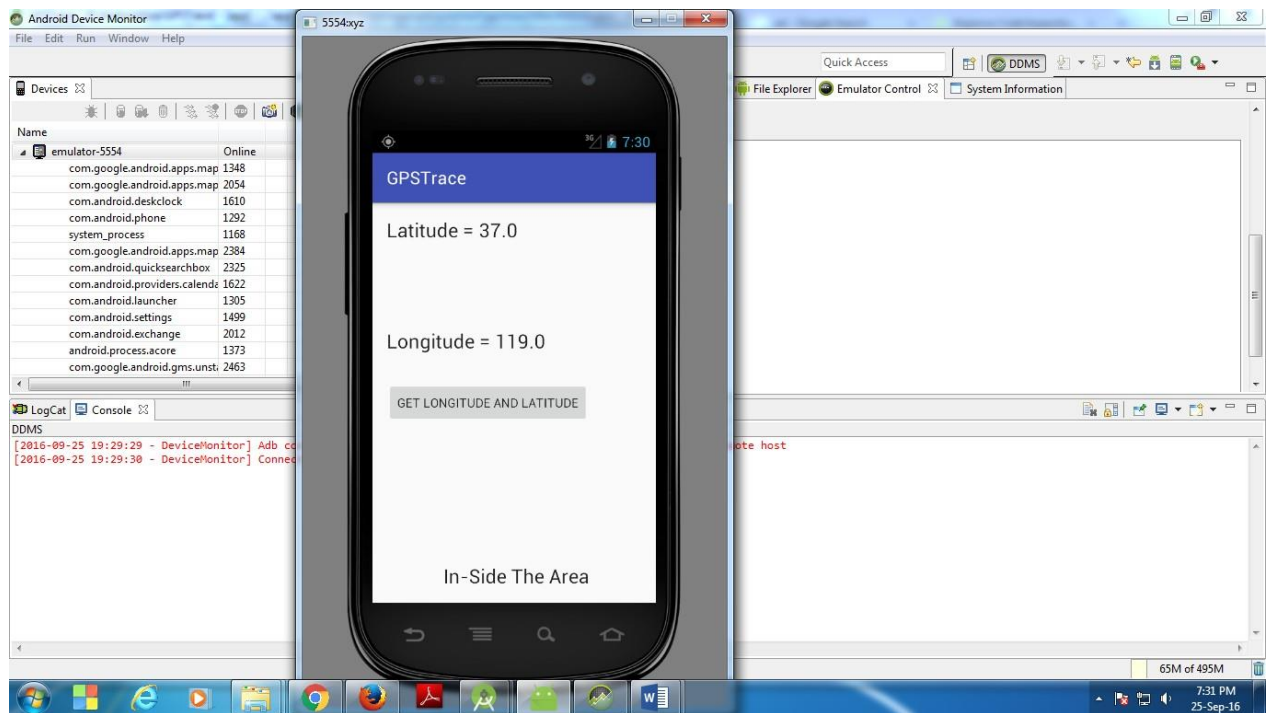 Android Device Monitor
File Edit Run Window Help
Quick Access
DDMS
Devices
Name
emulator-5554 Online
com.google.android.apps.map 1348
com.google.android.apps.map 2054
com.android.deskclock 1610
com.android.phone 1292
system_process 1168
com.google.android.apps.map 2384
com.android.quicksearchbox 2325
com.android.providers.calenda 1622
com.android.launcher 1305
com.android.settings 1499
com.android.exchange 2012
android.process.acore 1373
com.google.android.gms.unsta 2463
5554:xyz
3G 7:30
GPSTrace
Latitude = 37.0
Longitude = 119.0
GET LONGITUDE AND LATITUDE
In-Side The Area
File Explorer Emulator Control System Information
LogCat Console
DDMS
[2016-09-25 19:29:29 - DeviceMonitor] Adb co ote host
[2016-09-25 19:29:30 - DeviceMonitor] Connec
65M of 495M
7:31 PM
25-Sep-16